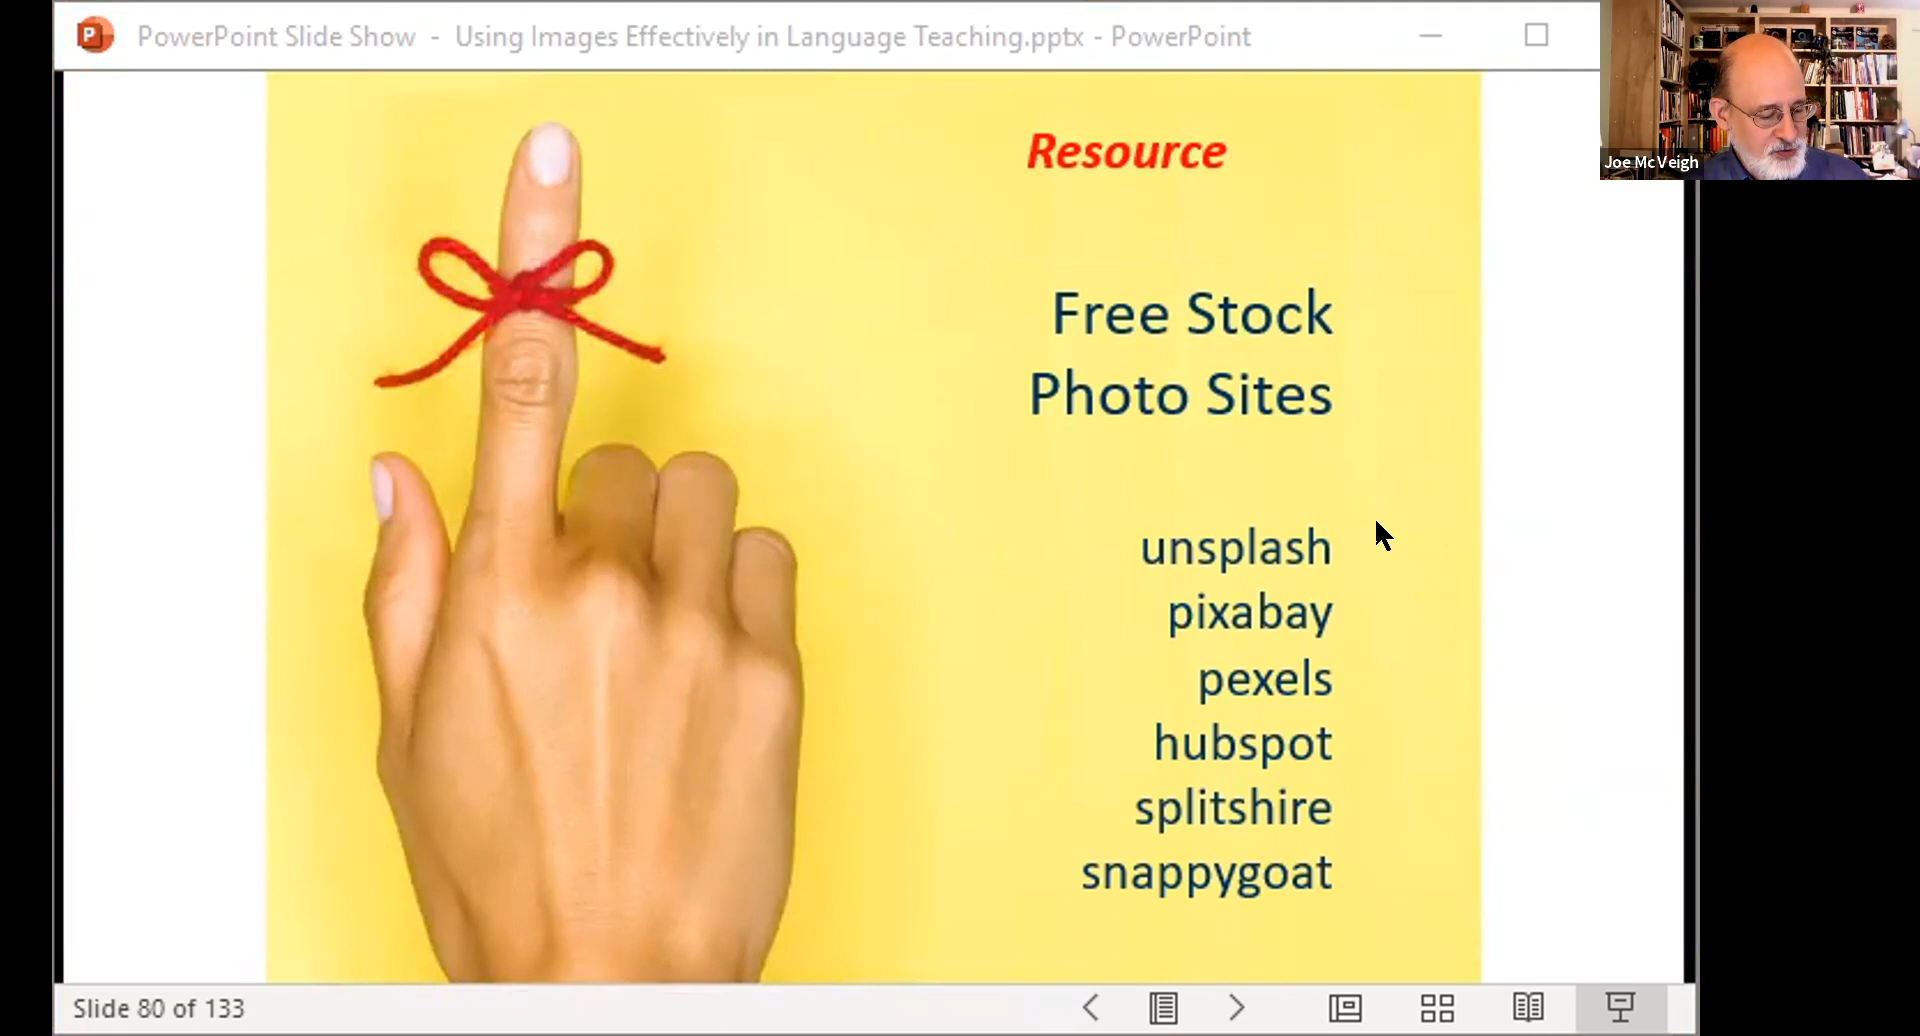 PowerPoint Slide Show - Using Images Effectively in Language Teaching.pptx - PowerPoint
Joe McVeigh
Resource
Free Stock
Photo Sites
unsplash
pixabay
pexels
hubspot
splitshire
snappygoat
Slide 80 of 133